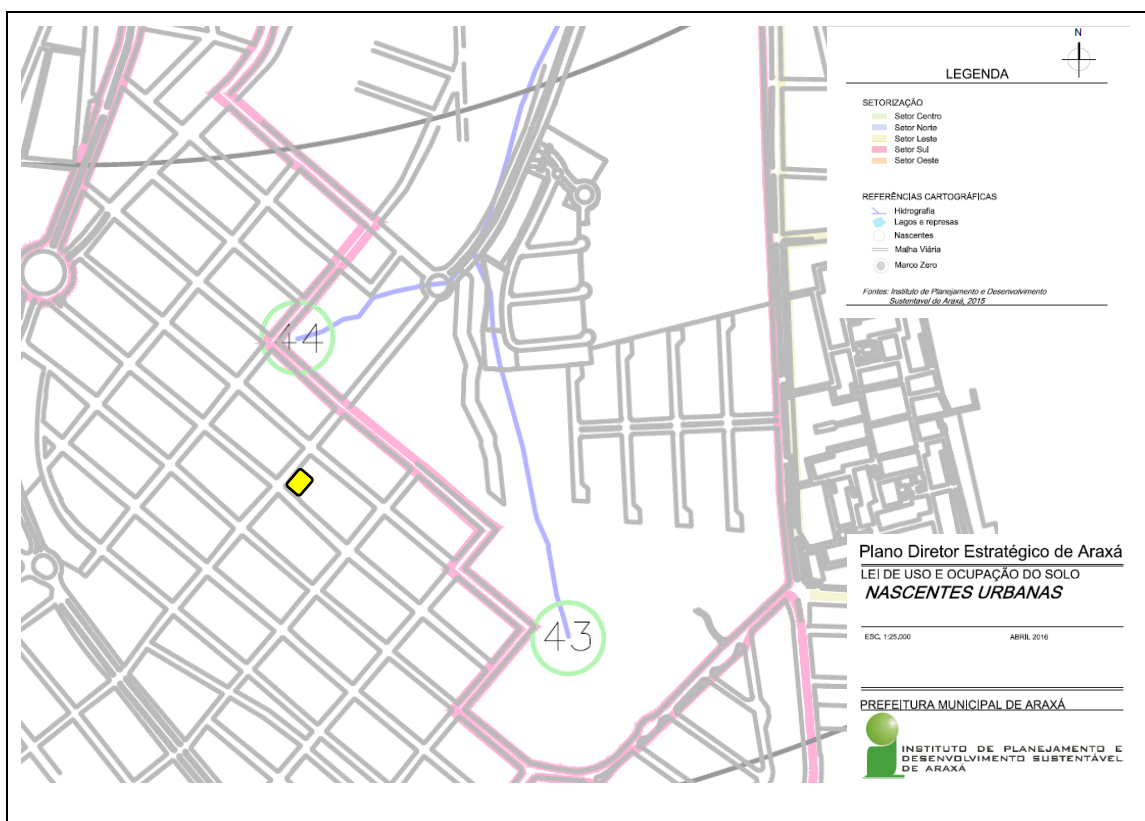 N
LEGENDA
SETORIZAÇÃO
Setor Centro
Setor Norte
Setor Leste
Setor Sul
Setor Oeste
REFERÊNCIAS CARTOGRÁFICAS
Hidrografia
Lagos e represas
Nascentes
Malha Viária
Marco Zero
Fontes: Instituto de Planejamento e Desenvolvimento
Sustentavel de Araxá, 2015
44
43
Plano Diretor Estratégico de Araxá
LEI DE USO E OCUPAÇÃO DO SOLO
NASCENTES URBANAS
ESC. 1:25,000 ABRIL 2016
PREFEITURA MUNICIPAL DE ARAXÁ
INSTITUTO DE PLANEJAMENTO E
DESENVOLVIMENTO SUSTENTÁVEL
DE ARAXÁ